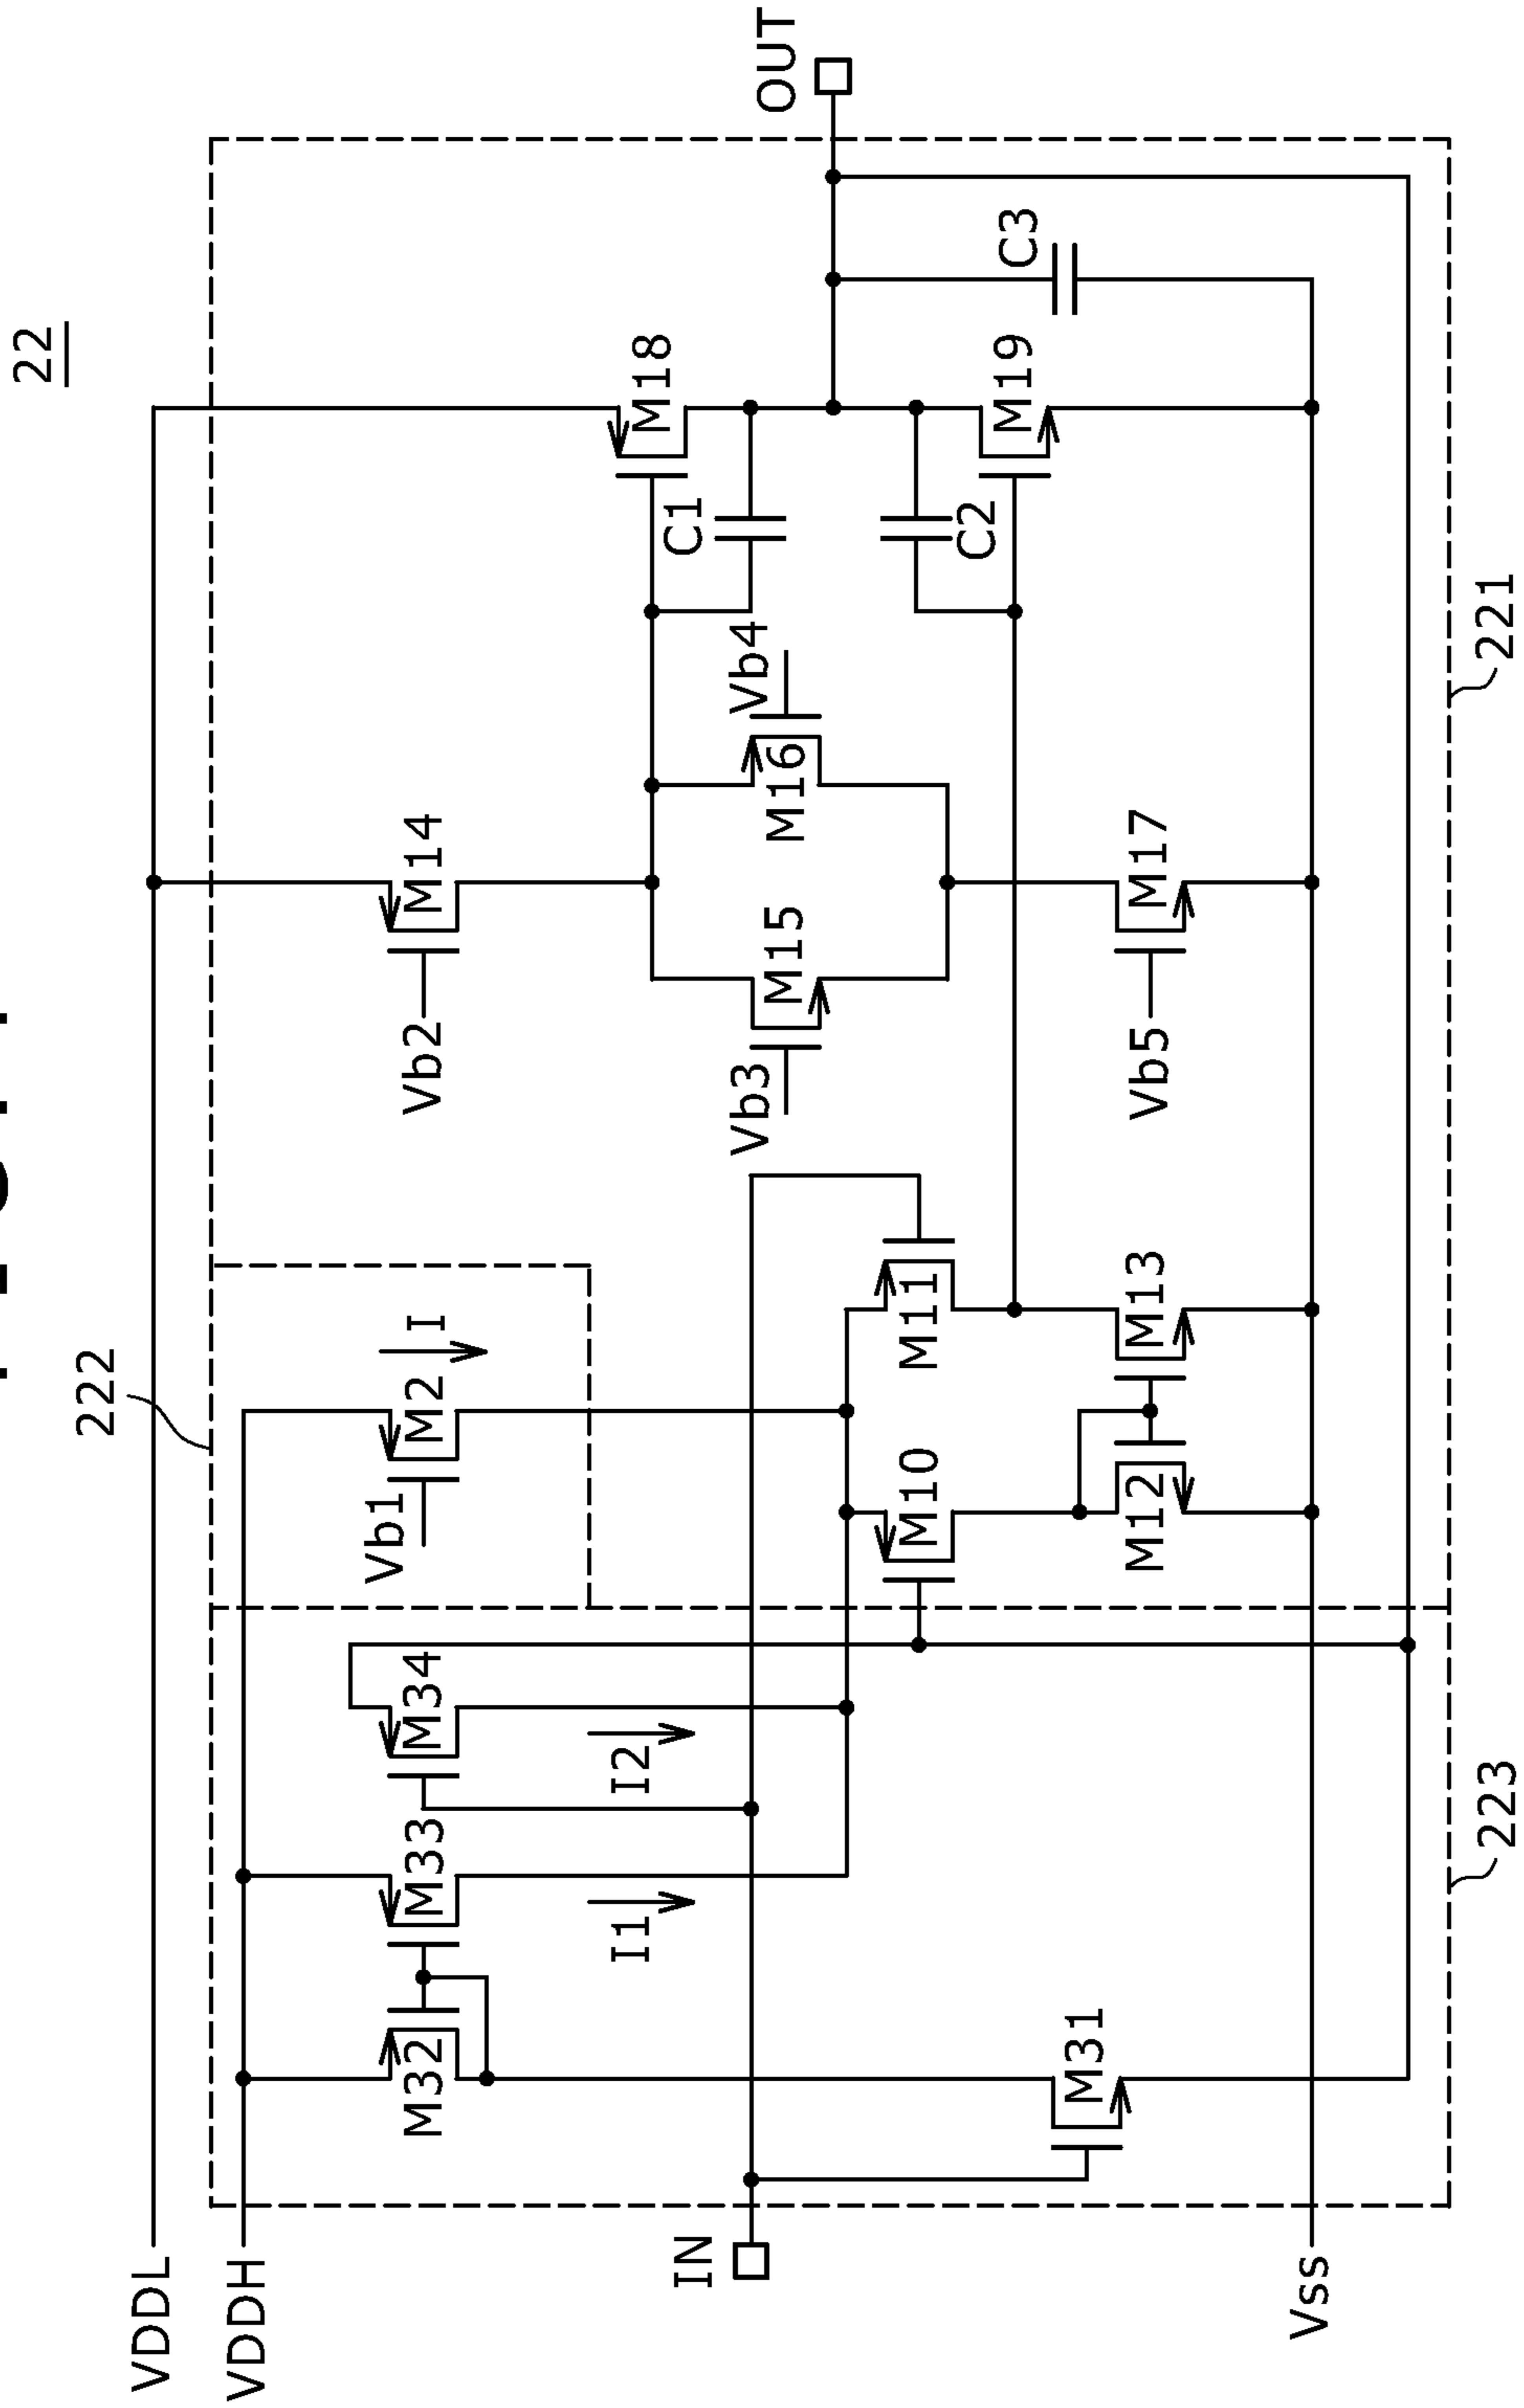 22
VDDL
VDDH
IN
Vss
OUT
222
221
223
M32
M33
M34
I1
I2
M31
Vb1
M2
I
M10
M11
M12
M13
Vb2
M14
Vb3
M15
M16
Vb4
Vb5
M17
C1
C2
M18
M19
C3